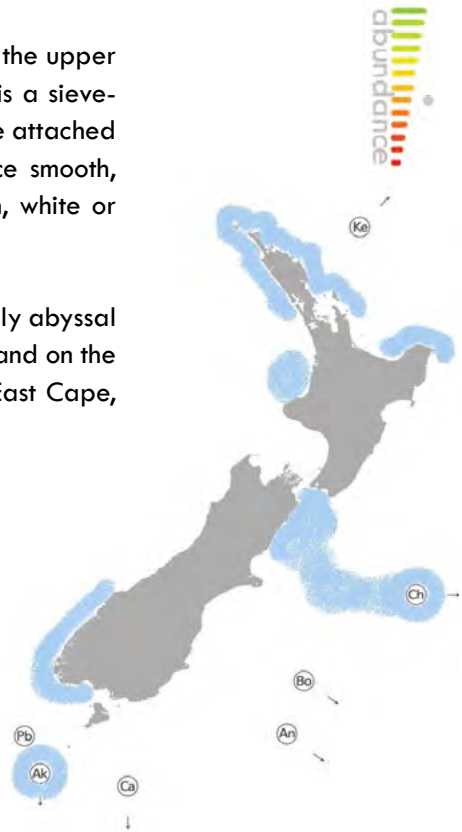 abundance
the upper
is a sieve-
e attached
ce smooth,
n, white or
ly abyssal
and on the
East Cape,
Ke
Ch
Bo
An
Pb
Ak
Ca